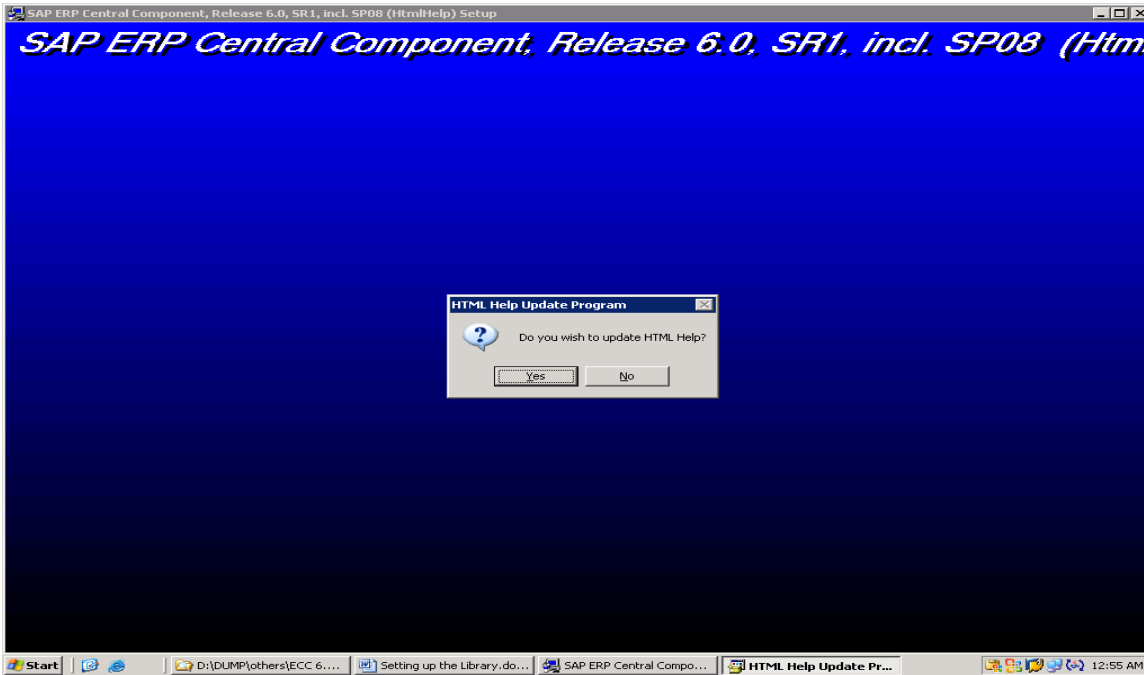 SAP ERP Central Component, Release 6.0, SR1, incl. SP08 (HtmlHelp) Setup
SAP ERP Central Component, Release 6.0, SR1, incl. SP08 (Htm
HTML Help Update Program
Do you wish to update HTML Help?
Yes No
Start D:\DUMP\others\ECC 6.... Setting up the Library.do... SAP ERP Central Compo... HTML Help Update Pr... 12:55 AM